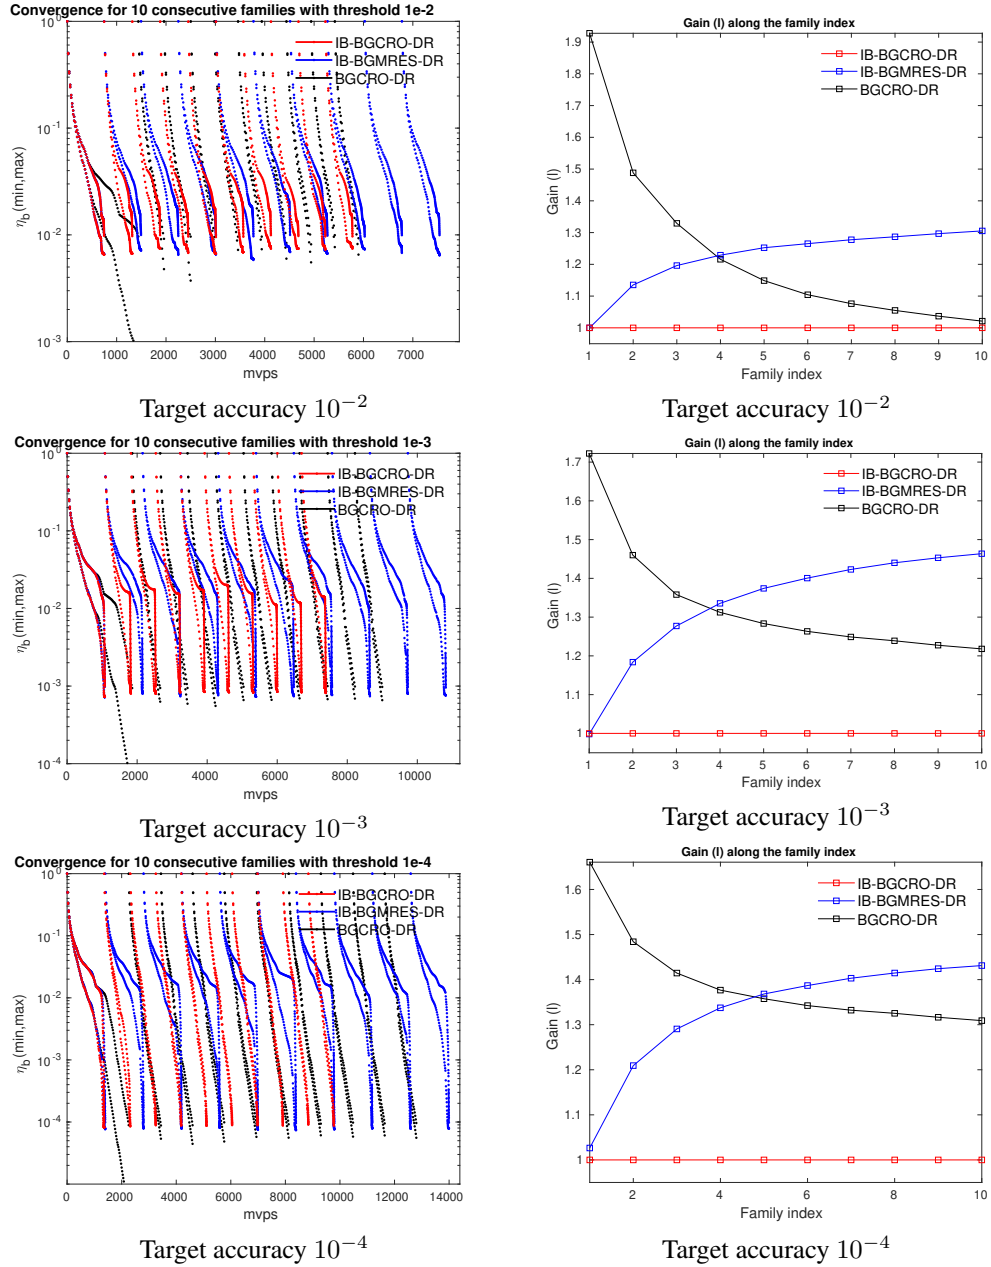 Convergence for 10 consecutive families with threshold 1e-2
10^0
10^-1
10^-2
10^-3
η_b (min,max)
IB-BGCRO-DR
IB-BGMRES-DR
BGCRO-DR
0 1000 2000 3000 4000 5000 6000 7000
mvps
Target accuracy 10^-2
Gain (l) along the family index
1.9
1.8
1.7
1.6
1.5
1.4
1.3
1.2
1.1
1
Gain (l)
IB-BGCRO-DR
IB-BGMRES-DR
BGCRO-DR
1 2 3 4 5 6 7 8 9 10
Family index
Target accuracy 10^-2
Convergence for 10 consecutive families with threshold 1e-3
10^0
10^-1
10^-2
10^-3
10^-4
η_b (min,max)
IB-BGCRO-DR
IB-BGMRES-DR
BGCRO-DR
0 2000 4000 6000 8000 10000
mvps
Target accuracy 10^-3
Gain (l) along the family index
1.7
1.6
1.5
1.4
1.3
1.2
1.1
1
Gain (l)
IB-BGCRO-DR
IB-BGMRES-DR
BGCRO-DR
1 2 3 4 5 6 7 8 9 10
Family index
Target accuracy 10^-3
Convergence for 10 consecutive families with threshold 1e-4
10^0
10^-1
10^-2
10^-3
10^-4
η_b (min,max)
IB-BGCRO-DR
IB-BGMRES-DR
BGCRO-DR
0 2000 4000 6000 8000 10000 12000 14000
mvps
Target accuracy 10^-4
Gain (l) along the family index
1.6
1.5
1.4
1.3
1.2
1.1
1
Gain (l)
IB-BGCRO-DR
IB-BGMRES-DR
BGCRO-DR
2 4 6 8 10
Family index
Target accuracy 10^-4